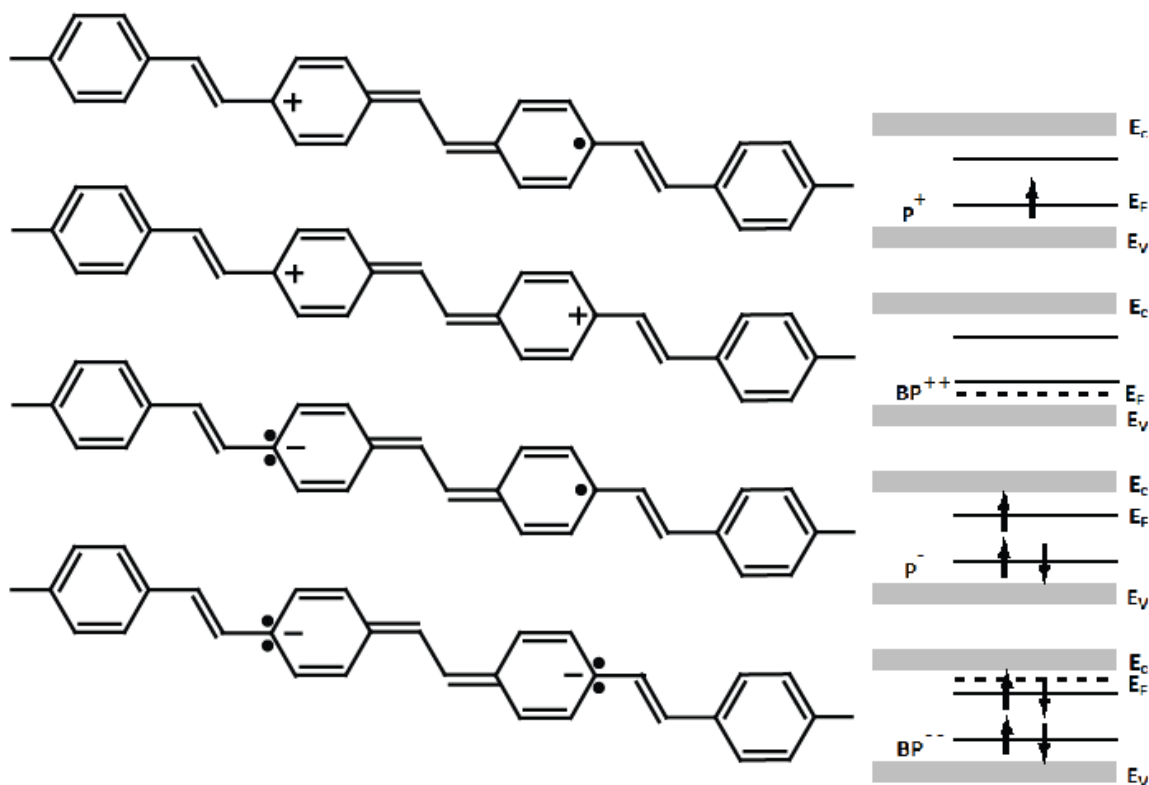 +
E_c
P^+ E_F
E_V
+
E_c
+
BP^++ E_F
E_V
−
E_c
E_F
P^-
E_V
−
E_c
− E_F
BP^--
E_V